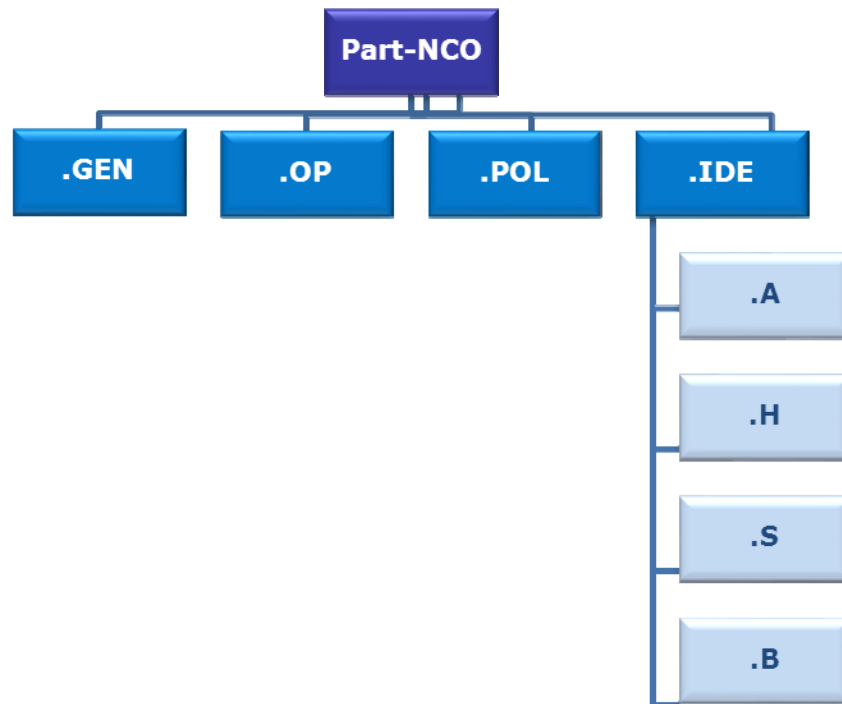 Part-NCO
.GEN
.OP
.POL
.IDE
.A
.H
.S
.B